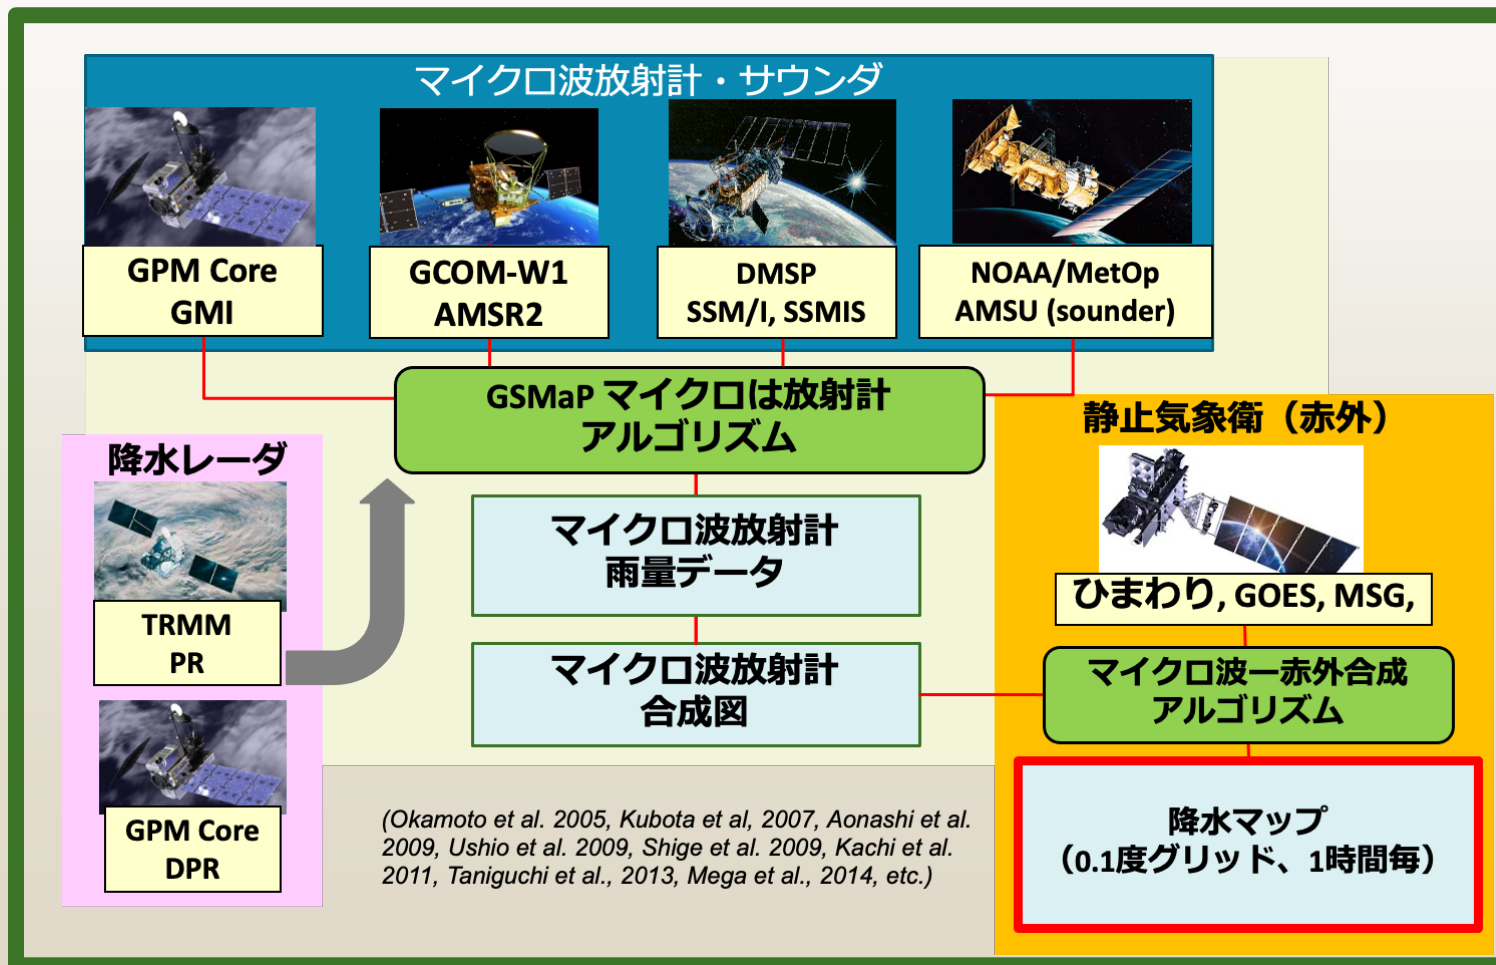 マイクロ波放射計・サウンダ
GPM Core
GMI
GCOM-W1
AMSR2
DMSP
SSM/I, SSMIS
NOAA/MetOp
AMSU (sounder)
GSMaP マイクロは放射計
アルゴリズム
降水レーダ
TRMM
PR
GPM Core
DPR
マイクロ波放射計
雨量データ
マイクロ波放射計
合成図
静止気象衛（赤外）
ひまわり, GOES, MSG,
マイクロ波ー赤外合成
アルゴリズム
降水マップ
（0.1度グリッド、1時間毎）
(Okamoto et al. 2005, Kubota et al, 2007, Aonashi et al.
2009, Ushio et al. 2009, Shige et al. 2009, Kachi et al.
2011, Taniguchi et al., 2013, Mega et al., 2014, etc.)